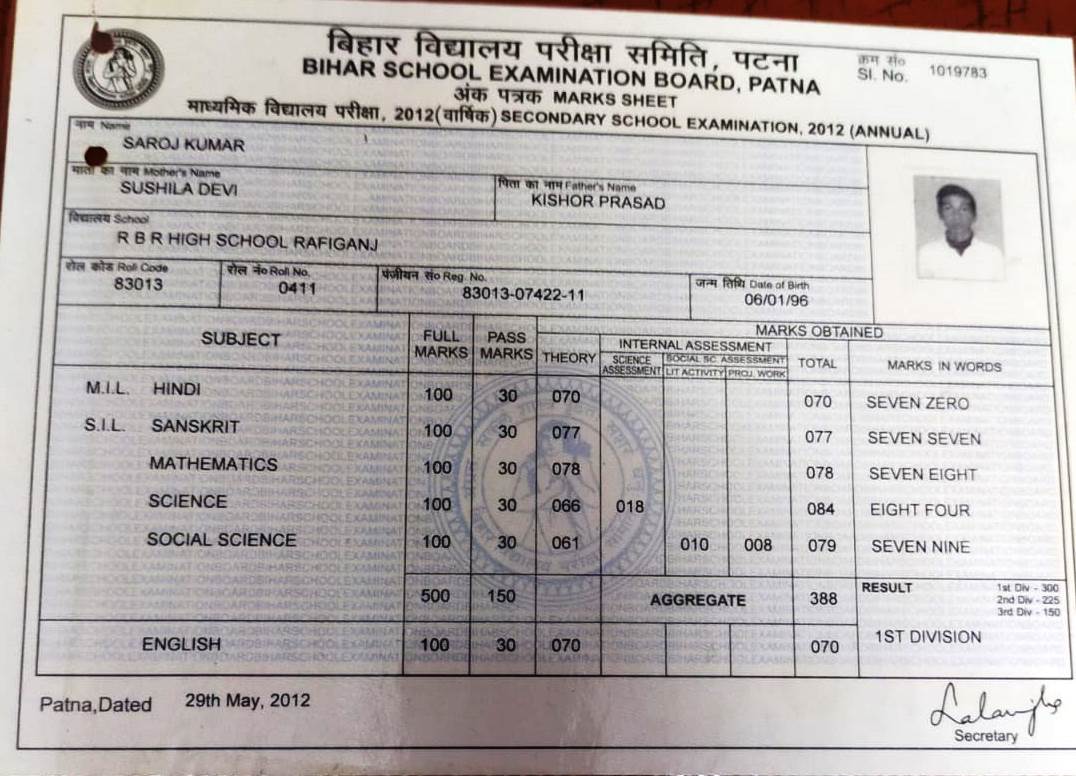 बिहार विद्यालय परीक्षा समिति, पटना
क्रम सं०
BIHAR SCHOOL EXAMINATION BOARD, PATNA
Sl. No. 1019783
अंक पत्रक MARKS SHEET
माध्यमिक विद्यालय परीक्षा, 2012(वार्षिक) SECONDARY SCHOOL EXAMINATION, 2012 (ANNUAL)
नाम Name
SAROJ KUMAR
माता का नाम Mother's Name
SUSHILA DEVI
पिता का नाम Father's Name
KISHOR PRASAD
विद्यालय School
R B R HIGH SCHOOL RAFIGANJ
रोल कोड Roll Code
83013
रोल नं० Roll No.
0411
पंजीयन सं० Reg. No.
83013-07422-11
जन्म तिथि Date of Birth
06/01/96
SUBJECT FULL MARKS PASS MARKS MARKS OBTAINED
THEORY INTERNAL ASSESSMENT TOTAL MARKS IN WORDS
SCIENCE ASSESSMENT SOCIAL SC. ASSESSMENT
LIT ACTIVITY PROJ. WORK
M.I.L. HINDI 100 30 070 070 SEVEN ZERO
S.I.L. SANSKRIT 100 30 077 077 SEVEN SEVEN
MATHEMATICS 100 30 078 078 SEVEN EIGHT
SCIENCE 100 30 066 018 084 EIGHT FOUR
SOCIAL SCIENCE 100 30 061 010 008 079 SEVEN NINE
500 150 AGGREGATE 388
RESULT 1st Div - 300
2nd Div - 225
3rd Div - 150
ENGLISH 100 30 070 070 1ST DIVISION
Patna,Dated 29th May, 2012
Secretary